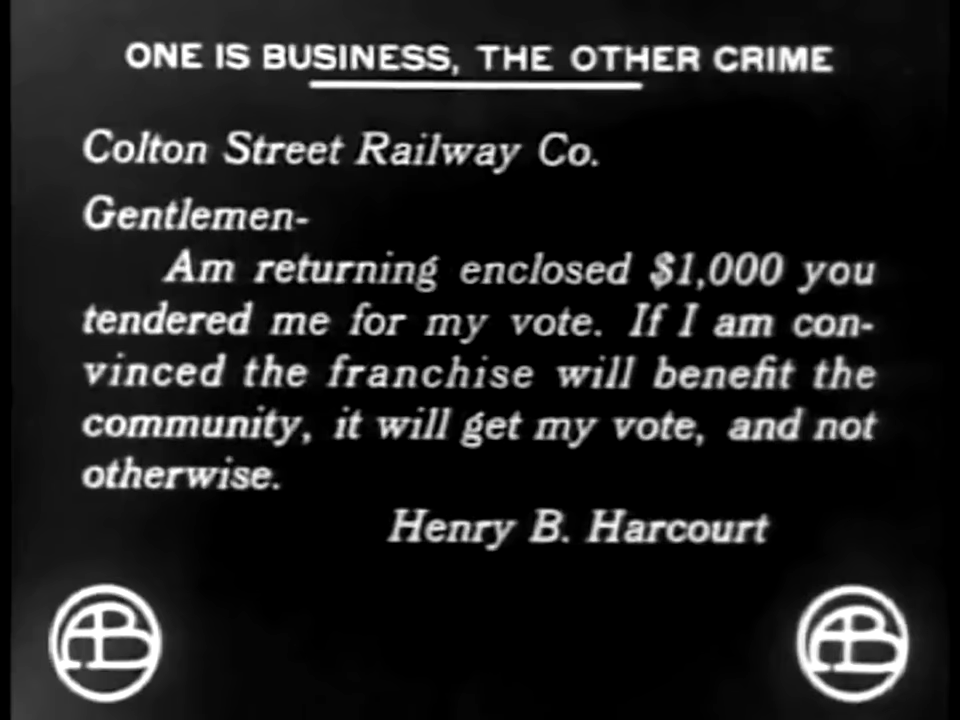 ONE IS BUSINESS, THE OTHER CRIME
Colton Street Railway Co.
Gentlemen-
Am returning enclosed $1,000 you
tendered me for my vote. If I am con-
vinced the franchise will benefit the
community, it will get my vote, and not
otherwise.
Henry B. Harcourt
AB
AB